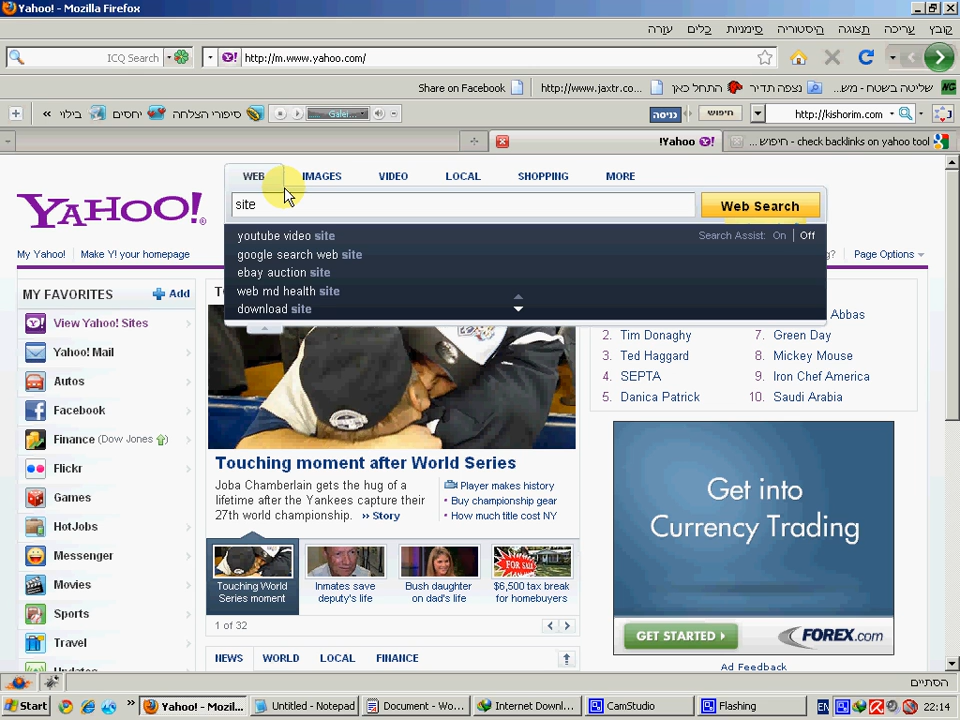 Yahoo! - Mozilla Firefox
קובץ עריכה תצוגה היסטוריה סימניות כלים עזרה
ICQ Search
http://m.www.yahoo.com/
Share on Facebook
http://www.jaxtr.co...
התחל כאן
נצפה תדיר
שליטה בשטח - מש...
בילוי
יחסים
סיפורי הצלחה
Galei
כניסה
חיפוש
http://kishorim.com
Yahoo!
check backlinks on yahoo tool - חיפוש ...
YAHOO!
WEB IMAGES VIDEO LOCAL SHOPPING MORE
site
Web Search
youtube video site
Search Assist: On | Off
google search web site
ebay auction site
web md health site
download site
My Yahoo! Make Y! your homepage
Page Options
MY FAVORITES
Add
View Yahoo! Sites
Yahoo! Mail
Autos
Facebook
Finance (Dow Jones )
Flickr
Games
HotJobs
Messenger
Movies
Sports
Travel
Updates
Touching moment after World Series
Joba Chamberlain gets the hug of a
lifetime after the Yankees capture their
27th world championship. » Story
Player makes history
• Buy championship gear
• How much title cost NY
Touching World
Series moment
Inmates save
deputy's life
Bush daughter
on dad's life
FOR SALE
$6,500 tax break
for homebuyers
1 of 32
NEWS WORLD LOCAL FINANCE
Abbas
2. Tim Donaghy
7. Green Day
3. Ted Haggard
8. Mickey Mouse
4. SEPTA
9. Iron Chef America
5. Danica Patrick
10. Saudi Arabia
Get into
Currency Trading
GET STARTED
FOREX.com
Ad Feedback
הסתיים
Start
Yahoo! - Mozil...
Untitled - Notepad
Document - Wo...
Internet Downl...
CamStudio
Flashing
EN
22:14